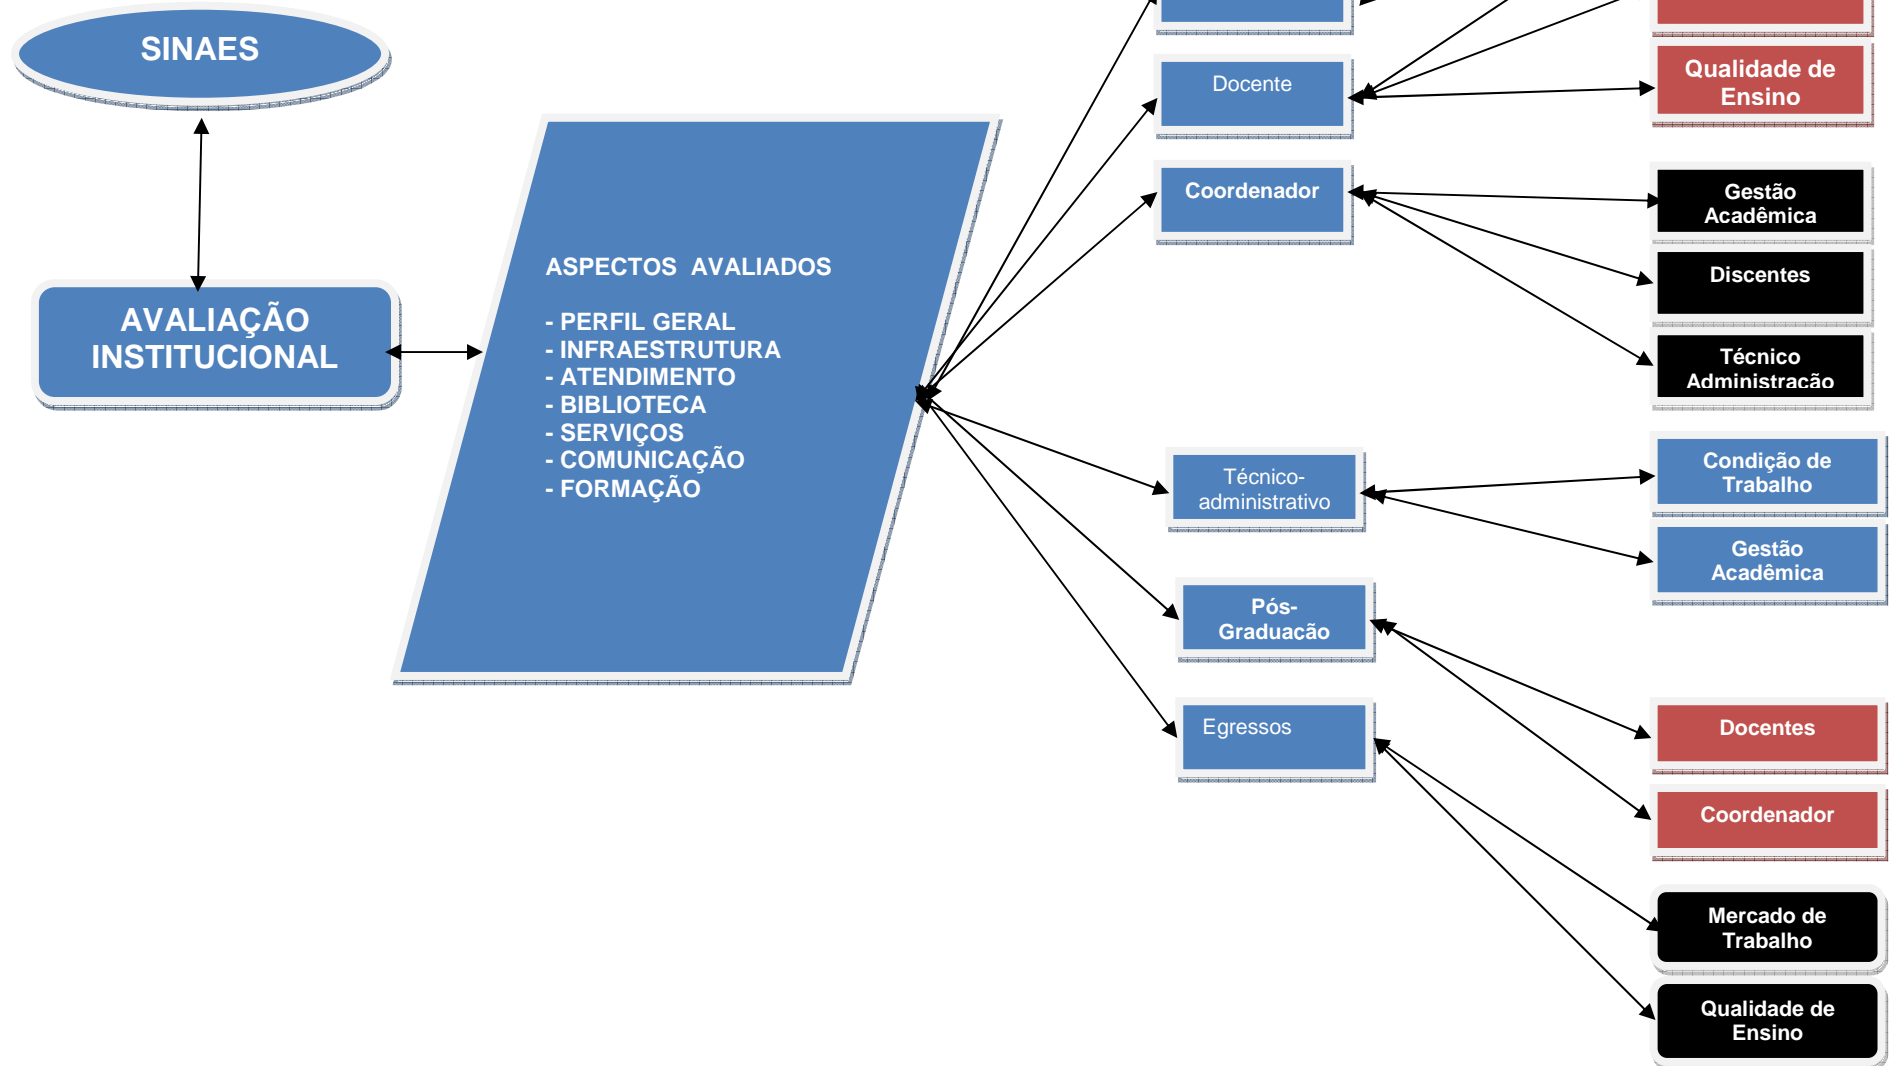 SINAES
AVALIAÇÃO
INSTITUCIONAL
ASPECTOS AVALIADOS
- PERFIL GERAL
- INFRAESTRUTURA
- ATENDIMENTO
- BIBLIOTECA
- SERVIÇOS
- COMUNICAÇÃO
- FORMAÇÃO
Docente
Coordenador
Técnico-
administrativo
Pós-
Graduação
Egressos
Qualidade de
Ensino
Gestão
Acadêmica
Discentes
Técnico
Administração
Condição de
Trabalho
Gestão
Acadêmica
Docentes
Coordenador
Mercado de
Trabalho
Qualidade de
Ensino